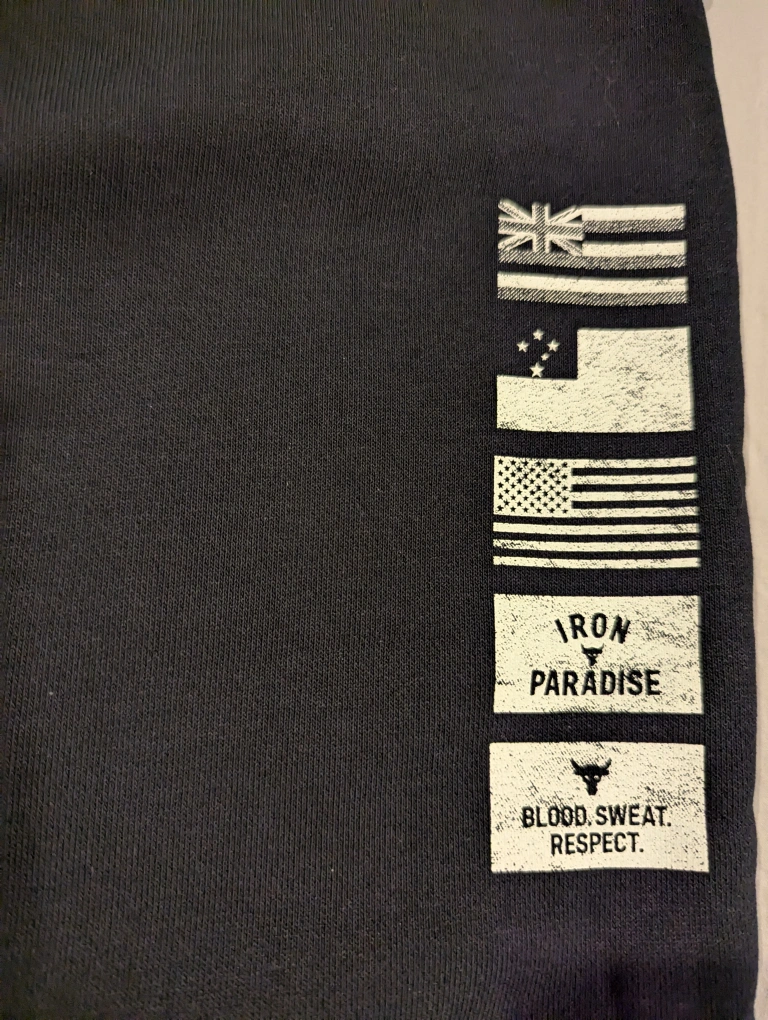 IRON
PARADISE
BLOOD. SWEAT.
RESPECT.